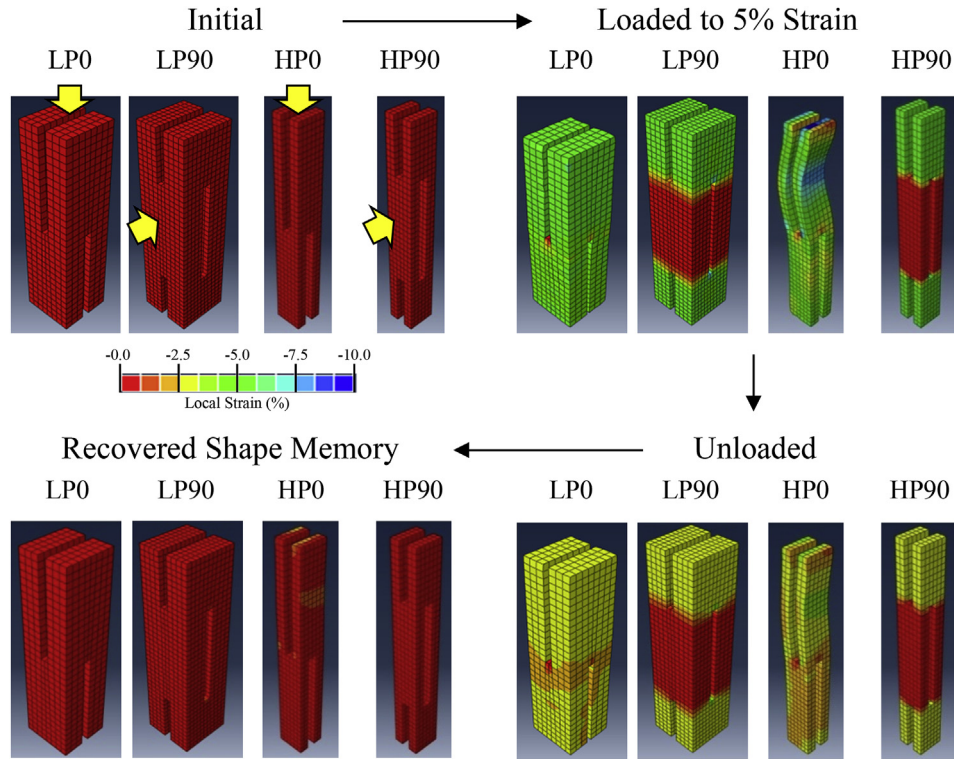 Initial
Loaded to 5% Strain
LP0 LP90 HP0 HP90
LP0 LP90 HP0 HP90
-0.0 -2.5 -5.0 -7.5 -10.0
Local Strain (%)
Recovered Shape Memory
Unloaded
LP0 LP90 HP0 HP90
LP0 LP90 HP0 HP90